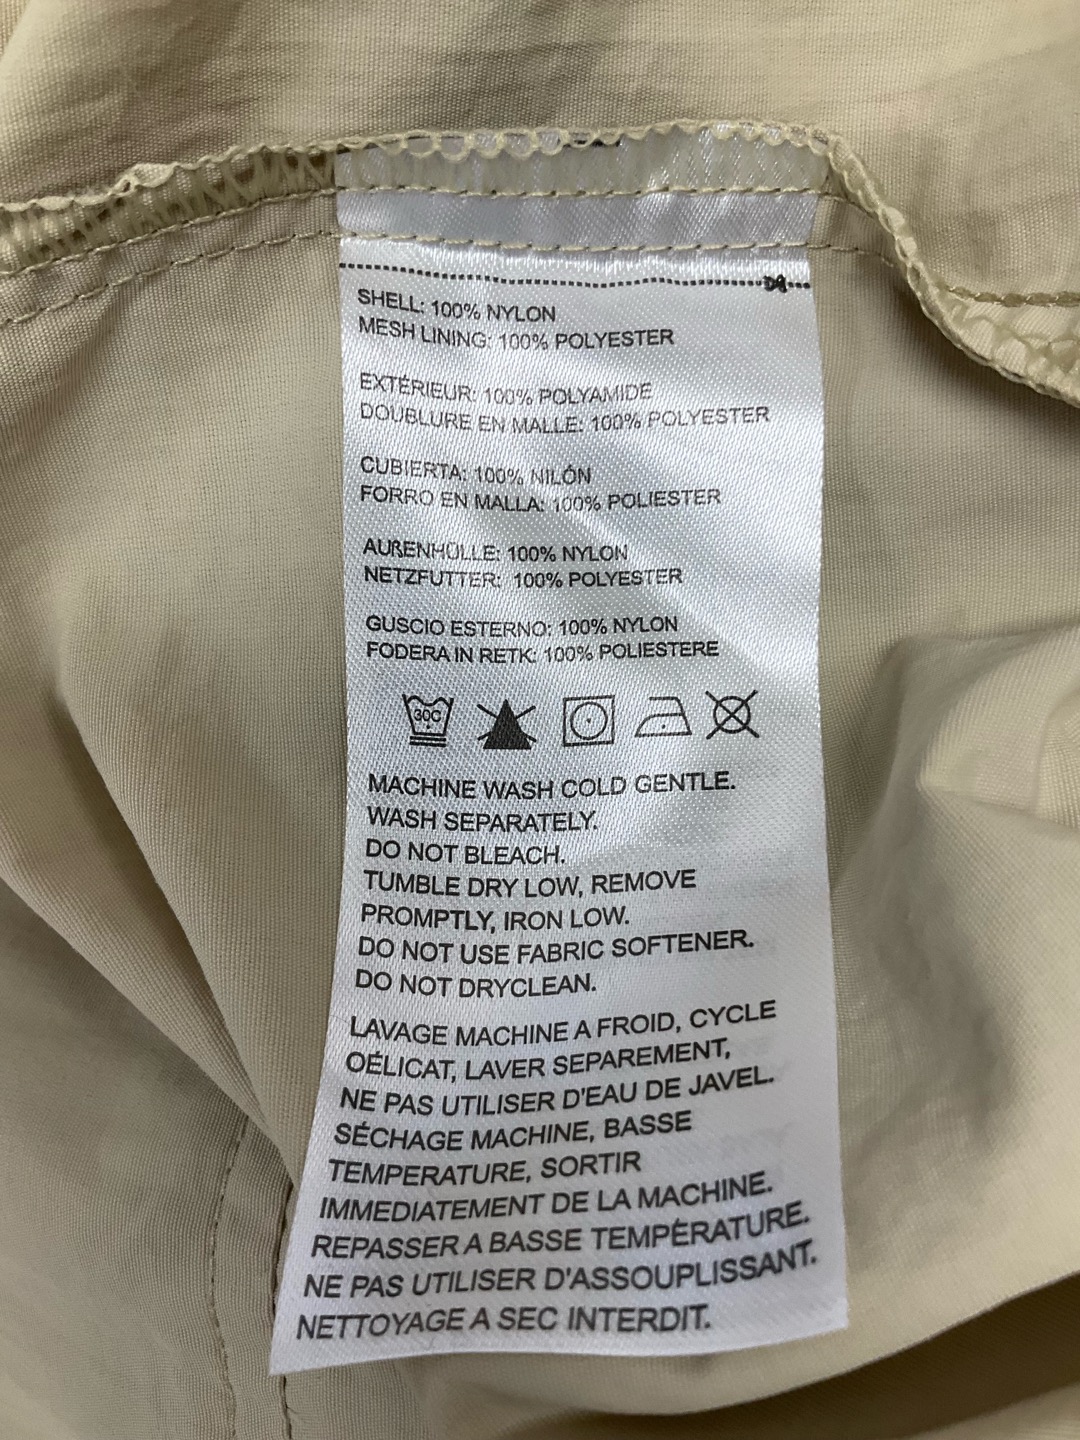 SHELL: 100% NYLON
MESH LINING: 100% POLYESTER
EXTÉRIEUR: 100% POLYAMIDE
DOUBLURE EN MALLE: 100% POLYESTER
CUBIERTA: 100% NILÓN
FORRO EN MALLA: 100% POLIESTER
AUßENHÜLLE: 100% NYLON
NETZFUTTER: 100% POLYESTER
GUSCIO ESTERNO: 100% NYLON
FODERA IN RETK: 100% POLIESTERE
30C
MACHINE WASH COLD GENTLE.
WASH SEPARATELY.
DO NOT BLEACH.
TUMBLE DRY LOW, REMOVE
PROMPTLY, IRON LOW.
DO NOT USE FABRIC SOFTENER.
DO NOT DRYCLEAN.
LAVAGE MACHINE A FROID, CYCLE
OÉLICAT, LAVER SEPAREMENT,
NE PAS UTILISER D'EAU DE JAVEL.
SÉCHAGE MACHINE, BASSE
TEMPERATURE, SORTIR
IMMEDIATEMENT DE LA MACHINE.
REPASSER A BASSE TEMPÉRATURE.
NE PAS UTILISER D'ASSOUPLISSANT.
NETTOYAGE A SEC INTERDIT.